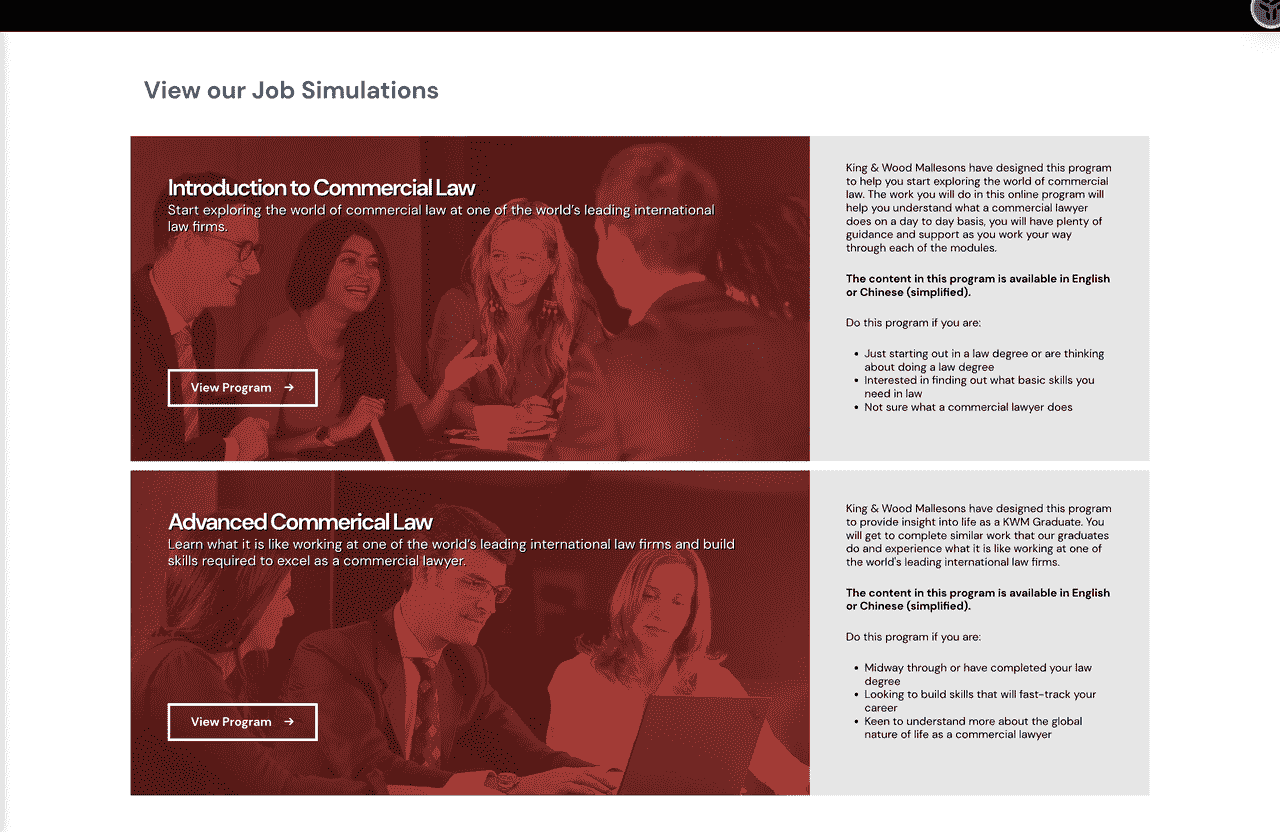 View our Job Simulations
Introduction to Commercial Law
Start exploring the world of commercial law at one of the world's leading international
law firms.
View Program →
King & Wood Mallesons have designed this program
to help you start exploring the world of commercial
law. The work you will do in this online program will
help you understand what a commercial lawyer
does on a day to day basis, you will have plenty of
guidance and support as you work your way
through each of the modules.
The content in this program is available in English
or Chinese (simplified).
Do this program if you are:
• Just starting out in a law degree or are thinking
about doing a law degree
• Interested in finding out what basic skills you
need in law
• Not sure what a commercial lawyer does
Advanced Commerical Law
Learn what it is like working at one of the world's leading international law firms and build
skills required to excel as a commercial lawyer.
View Program →
King & Wood Mallesons have designed this program
to provide insight into life as a KWM Graduate. You
will get to complete similar work that our graduates
do and experience what it is like working at one of
the world's leading international law firms.
The content in this program is available in English
or Chinese (simplified).
Do this program if you are:
• Midway through or have completed your law
degree
• Looking to build skills that will fast-track your
career
• Keen to understand more about the global
nature of life as a commercial lawyer